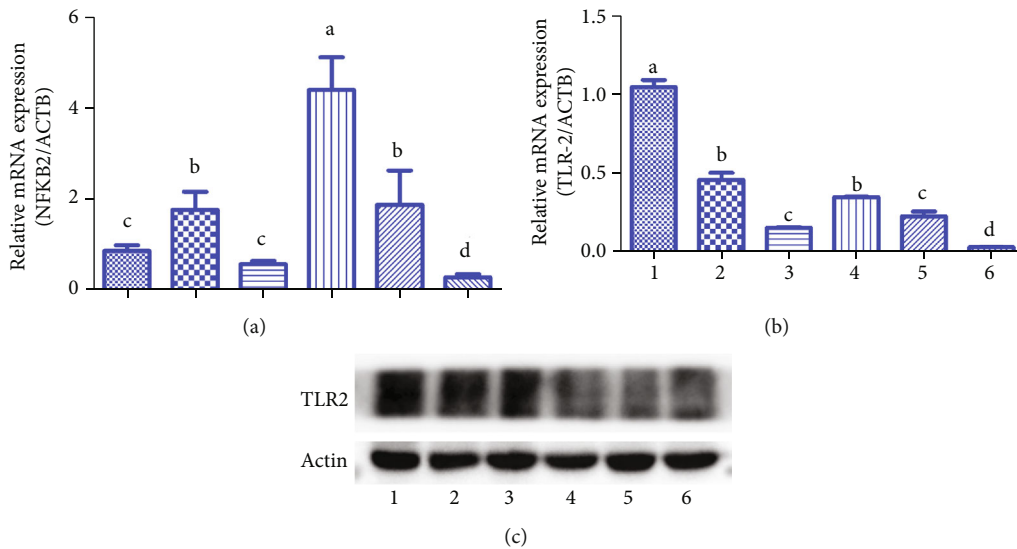 Relative mRNA expression
(NFKB2/ACTB)
6
4
2
0
c
b
c
a
b
d
(a)
Relative mRNA expression
(TLR-2/ACTB)
1.5
1.0
0.5
0.0
a
b
c
b
c
d
1 2 3 4 5 6
(b)
TLR2
Actin
1 2 3 4 5 6
(c)